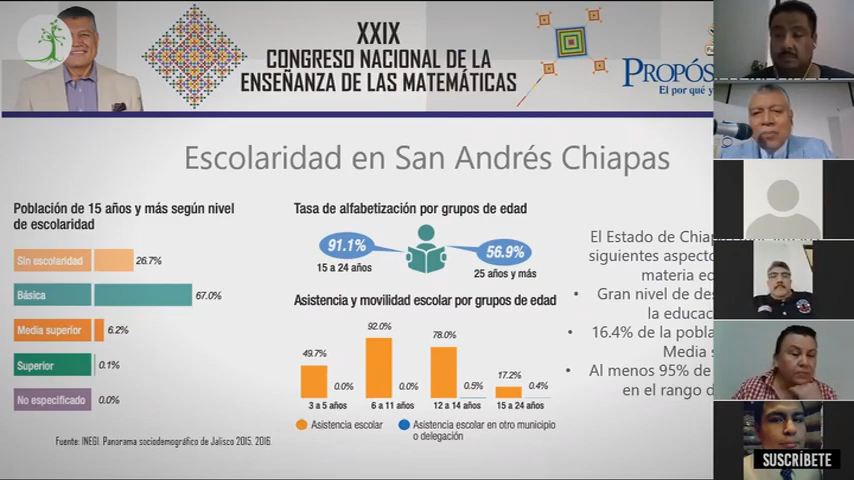 XXIX
CONGRESO NACIONAL DE LA
ENSEÑANZA DE LAS MATEMÁTICAS
El por qué y
Escolaridad en San Andrés Chiapas
Población de 15 años y más según nivel
de escolaridad
Sin escolaridad 26.7%
Básica 67.0%
Media superior 6.2%
Superior 0.1%
No especificado 0.0%
Fuente: INEGI. Panorama sociodemográfico de Jalisco 2015. 2016.
Tasa de alfabetización por grupos de edad
91.1%
56.9%
15 a 24 años
25 años y más
Asistencia y movilidad escolar por grupos de edad
49.7% 0.0% 92.0% 0.0% 78.0% 0.5% 17.2% 0.4%
3 a 5 años 6 a 11 años 12 a 14 años 15 a 24 años
Asistencia escolar
Asistencia escolar en otro municipio
o delegación
El Estado de
siguientes
materia
• Gran nivel de
la
• 16.4% de la
Media
• Al menos 95% de
en el rango
SUSCRÍBETE